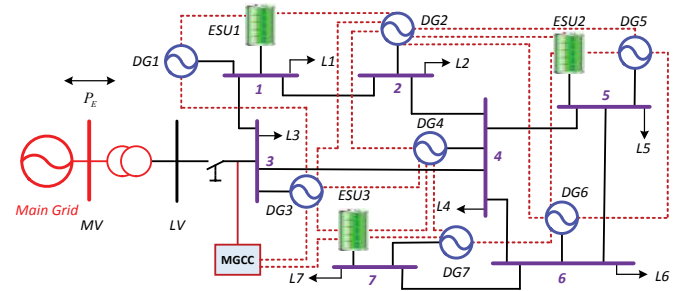 ESU1
DG2
ESU2
DG5
DG1
L1
L2
1
2
5
P_E
DG4
L3
L5
3
4
Main Grid
MV
LV
DG3
ESU3
L4
DG6
MGCC
L7
7
DG7
6
L6